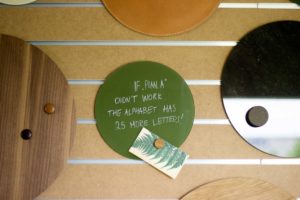 IF „PLAN A"
DIDN'T WORK
THE ALPHABET HAS
25 MORE LETTERS!